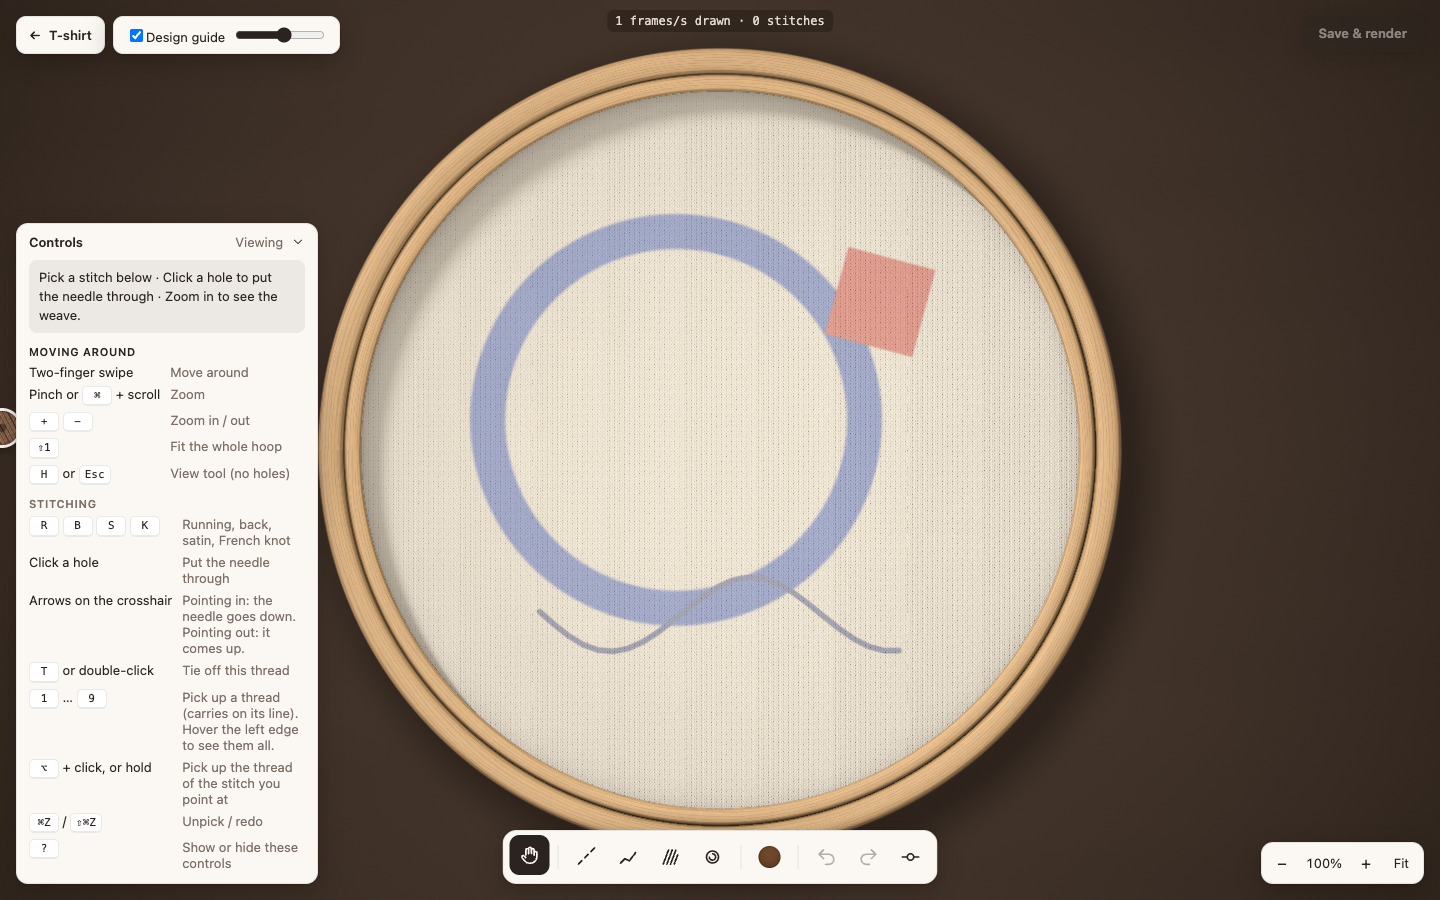 1 frames/s drawn · 0 stitches
← T-shirt
Design guide
Save & render
Controls
Viewing
Pick a stitch below · Click a hole to put
the needle through · Zoom in to see the
weave.
MOVING AROUND
Two-finger swipe Move around
Pinch or ⌘ + scroll Zoom
+ − Zoom in / out
⇧1 Fit the whole hoop
H or Esc View tool (no holes)
STITCHING
R B S K Running, back,
satin, French knot
Click a hole Put the needle
through
Arrows on the crosshair Pointing in: the
needle goes down.
Pointing out: it
comes up.
T or double-click Tie off this thread
1 … 9 Pick up a thread
(carries on its line).
Hover the left edge
to see them all.
⌥ + click, or hold Pick up the thread
of the stitch you
point at
⌘Z / ⇧⌘Z Unpick / redo
? Show or hide these
controls
− 100% + Fit